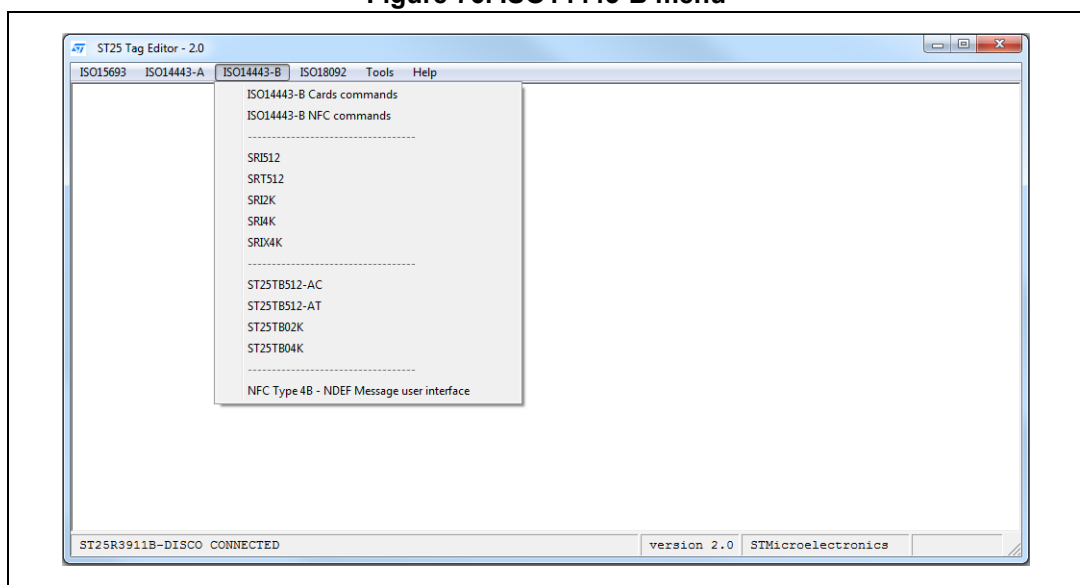 ST25 Tag Editor - 2.0
ISO15693 ISO14443-A ISO14443-B ISO18092 Tools Help
ISO14443-B Cards commands
ISO14443-B NFC commands
----------------------------------
SRI512
SRT512
SRI2K
SRI4K
SRIX4K
----------------------------------
ST25TB512-AC
ST25TB512-AT
ST25TB02K
ST25TB04K
----------------------------------
NFC Type 4B - NDEF Message user interface
ST25R3911B-DISCO CONNECTED version 2.0 STMicroelectronics